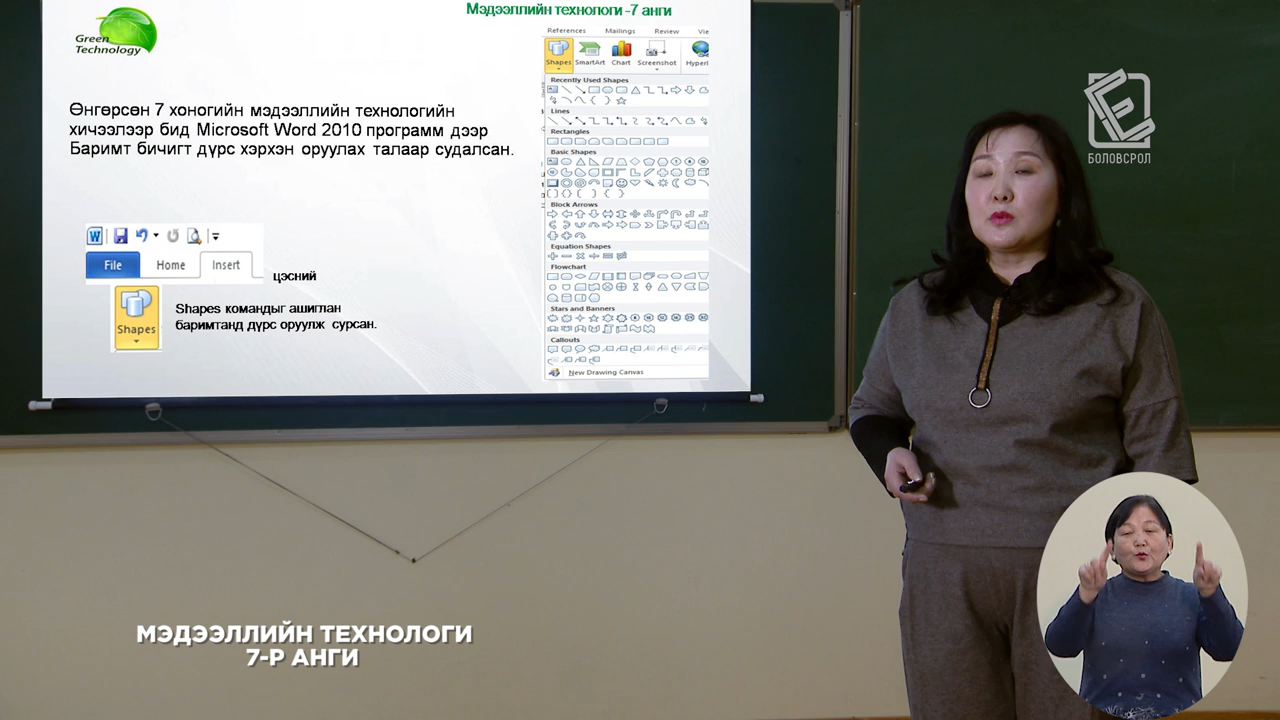 Green
Technology
Мэдээллийн технологи -7 анги
Өнгөрсөн 7 хоногийн мэдээллийн технологийн
хичээлээр бид Microsoft Word 2010 программ дээр
Баримт бичигт дүрс хэрхэн оруулах талаар судалсан.
File Home Insert
цэсний
Shapes
Shapes командыг ашиглан
баримтанд дүрс оруулж сурсан.
References Mailings Review
Shapes SmartArt Chart Screenshot Hyperl
Recently Used Shapes
Lines
Rectangles
Basic Shapes
Block Arrows
Equation Shapes
Flowchart
Stars and Banners
Callouts
New Drawing Canvas
БОЛОВСРОЛ
МЭДЭЭЛЛИЙН ТЕХНОЛОГИ
7-Р АНГИ